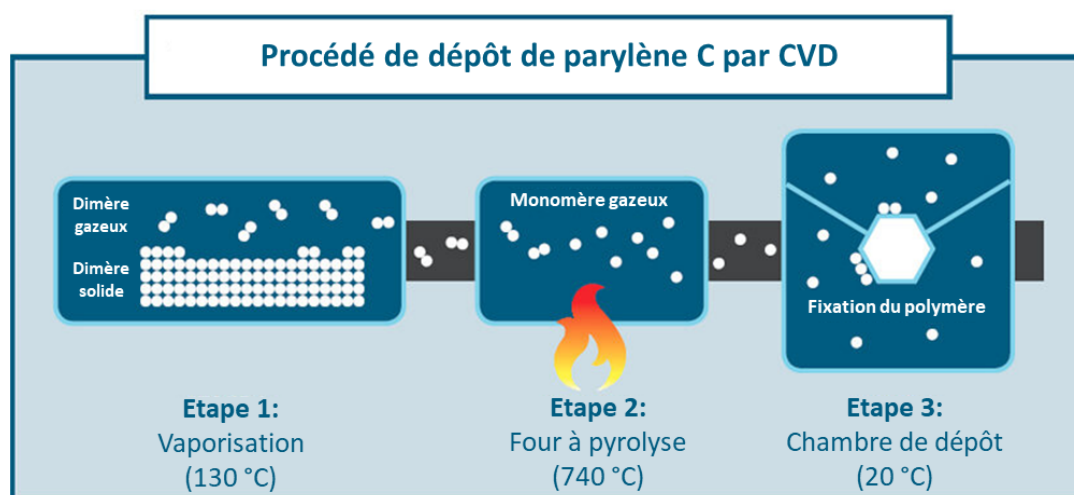 Procédé de dépôt de parylène C par CVD
Dimère
gazeux
Dimère
solide
Monomère gazeux
Fixation du polymère
Etape 1:
Vaporisation
(130 °C)
Etape 2:
Four à pyrolyse
(740 °C)
Etape 3:
Chambre de dépôt
(20 °C)